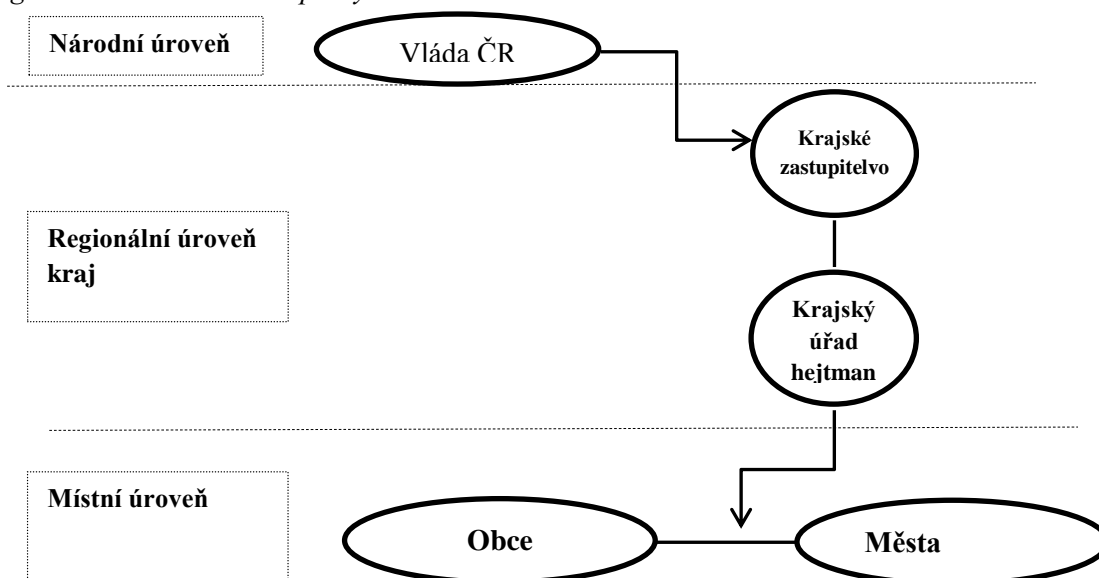 Národní úroveň
Vláda ČR
Krajské
zastupitelvo
Regionální úroveň
kraj
Krajský
úřad
hejtman
Místní úroveň
Obce
Města